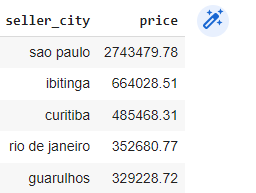 seller_city price
sao paulo 2743479.78
ibitinga 664028.51
curitiba 485468.31
rio de janeiro 352680.77
guarulhos 329228.72